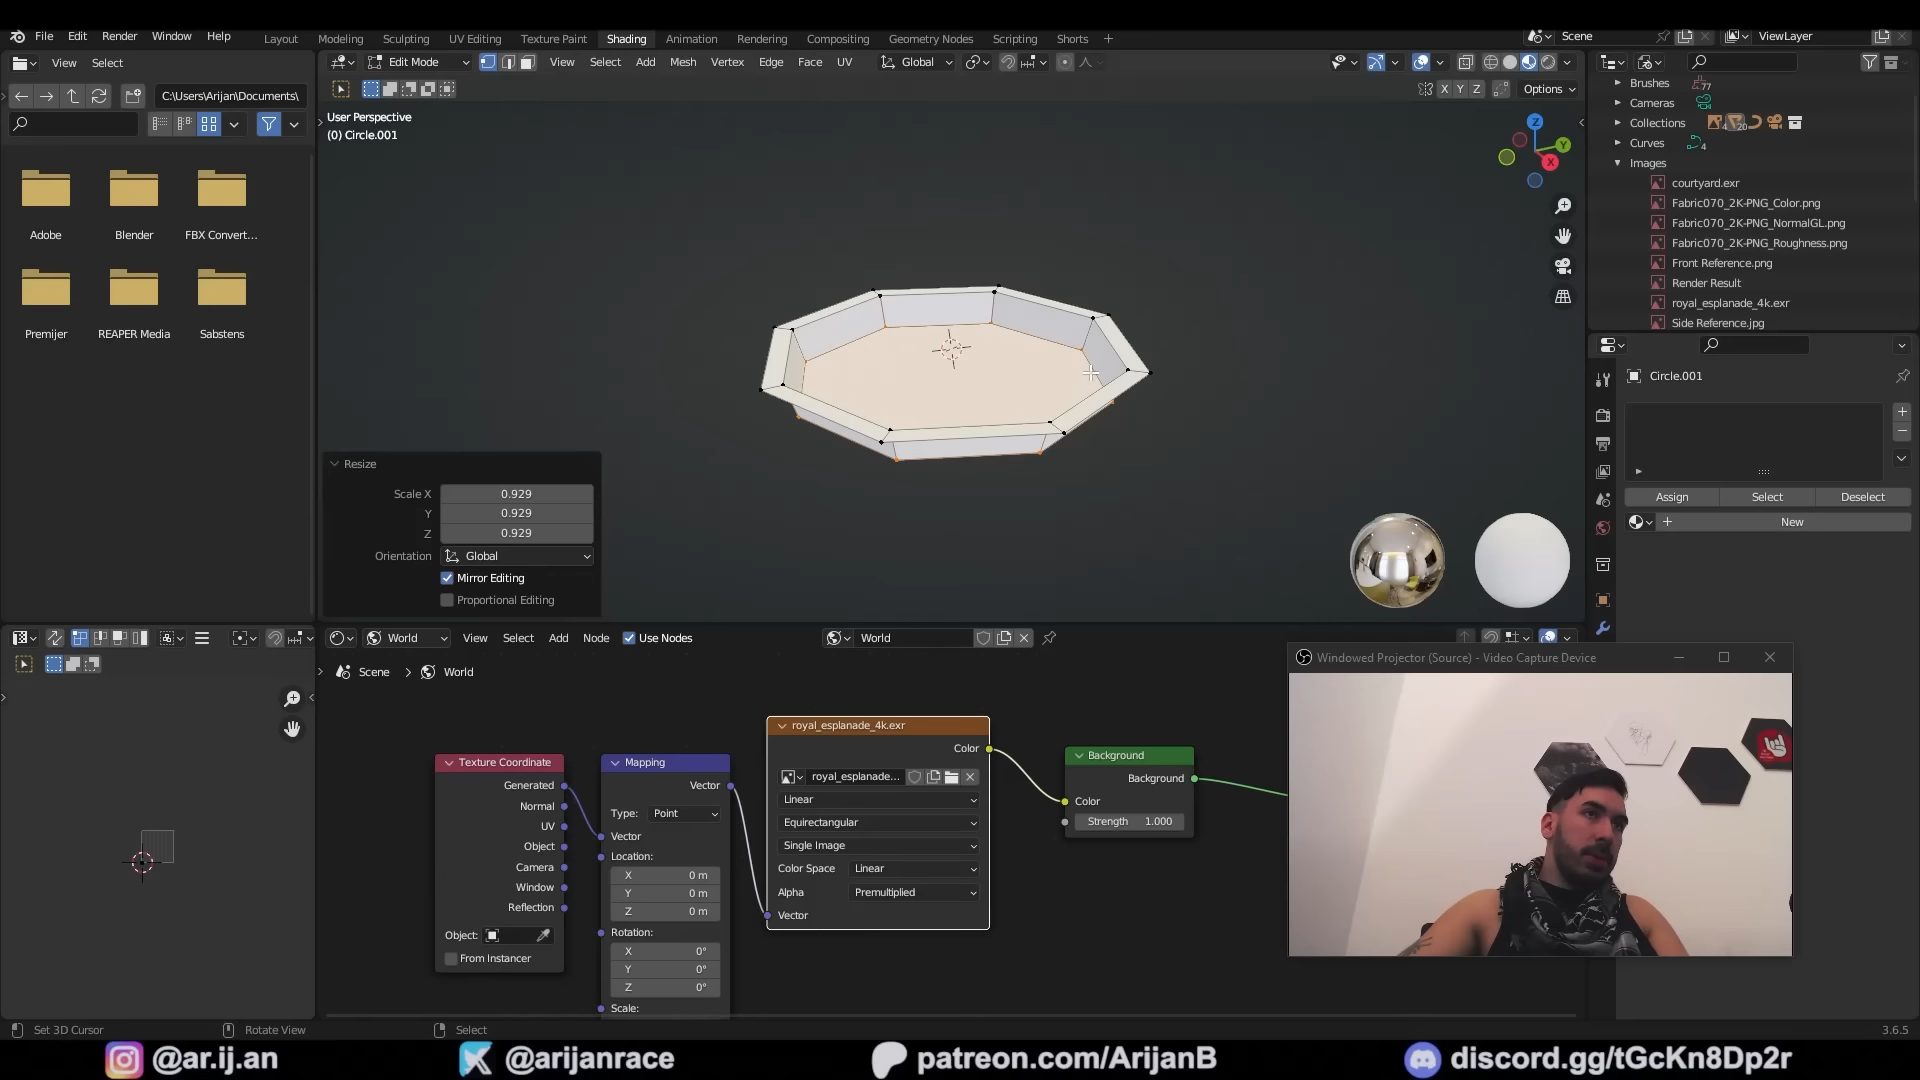 File Edit Render Window Help
Layout Modeling Sculpting UV Editing Texture Paint Shading Animation Rendering Compositing Geometry Nodes Scripting Shorts +
Scene
ViewLayer
View Select
C:\Users\Arijan\Documents\
Adobe
Blender
FBX Convert...
Premijer
REAPER Media
Sabstens
Edit Mode
View Select Add Mesh Vertex Edge Face UV
Global
X Y Z
Options
User Perspective
(0) Circle.001
Z
Y
X
Resize
Scale X 0.929
Y 0.929
Z 0.929
Orientation Global
Mirror Editing
Proportional Editing
Brushes
77
Cameras
Collections
4
20
Curves
4
Images
courtyard.exr
Fabric070_2K-PNG_Color.png
Fabric070_2K-PNG_NormalGL.png
Fabric070_2K-PNG_Roughness.png
Front Reference.png
Render Result
royal_esplanade_4k.exr
Side Reference.jpg
Circle.001
Assign Select Deselect
New
World
View Select Add Node Use Nodes
World
Scene > World
Texture Coordinate
Generated
Normal
UV
Object
Camera
Window
Reflection
Object:
From Instancer
Mapping
Vector
Type: Point
Vector
Location:
X 0 m
Y 0 m
Z 0 m
Rotation:
X 0°
Y 0°
Z 0°
Scale:
royal_esplanade_4k.exr
Color
royal_esplanade...
Linear
Equirectangular
Single Image
Color Space Linear
Alpha Premultiplied
Vector
Background
Background
Color
Strength 1.000
Windowed Projector (Source) - Video Capture Device
Set 3D Cursor
Rotate View
Select
3.6.5
@ar.ij.an
@arijanrace
patreon.com/ArijanB
discord.gg/tGcKn8Dp2r